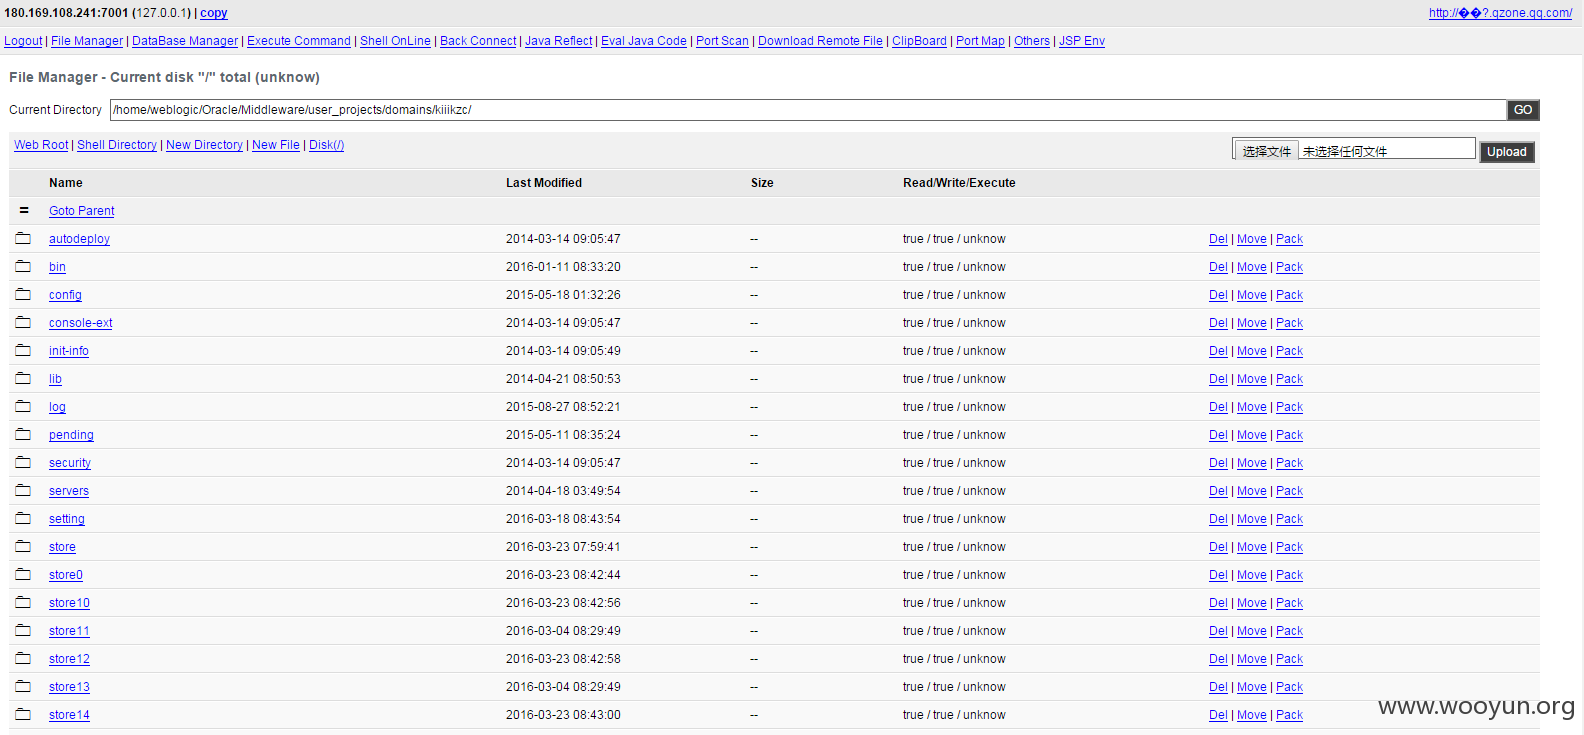 180.169.108.241:7001 (127.0.0.1) | copy
http://��?.qzone.qq.com/
Logout | File Manager | DataBase Manager | Execute Command | Shell OnLine | Back Connect | Java Reflect | Eval Java Code | Port Scan | Download Remote File | ClipBoard | Port Map | Others | JSP Env
File Manager - Current disk "/" total (unknow)
Current Directory /home/weblogic/Oracle/Middleware/user_projects/domains/kiiikzc/ GO
Web Root | Shell Directory | New Directory | New File | Disk(/) 选择文件 未选择任何文件 Upload
Name Last Modified Size Read/Write/Execute
= Goto Parent
autodeploy 2014-03-14 09:05:47 -- true / true / unknow Del | Move | Pack
bin 2016-01-11 08:33:20 -- true / true / unknow Del | Move | Pack
config 2015-05-18 01:32:26 -- true / true / unknow Del | Move | Pack
console-ext 2014-03-14 09:05:47 -- true / true / unknow Del | Move | Pack
init-info 2014-03-14 09:05:49 -- true / true / unknow Del | Move | Pack
lib 2014-04-21 08:50:53 -- true / true / unknow Del | Move | Pack
log 2015-08-27 08:52:21 -- true / true / unknow Del | Move | Pack
pending 2015-05-11 08:35:24 -- true / true / unknow Del | Move | Pack
security 2014-03-14 09:05:47 -- true / true / unknow Del | Move | Pack
servers 2014-04-18 03:49:54 -- true / true / unknow Del | Move | Pack
setting 2016-03-18 08:43:54 -- true / true / unknow Del | Move | Pack
store 2016-03-23 07:59:41 -- true / true / unknow Del | Move | Pack
store0 2016-03-23 08:42:44 -- true / true / unknow Del | Move | Pack
store10 2016-03-23 08:42:56 -- true / true / unknow Del | Move | Pack
store11 2016-03-04 08:29:49 -- true / true / unknow Del | Move | Pack
store12 2016-03-23 08:42:58 -- true / true / unknow Del | Move | Pack
store13 2016-03-04 08:29:49 -- true / true / unknow Del | Move | Pack
store14 2016-03-23 08:43:00 -- true / true / unknow Del | Move | Pack
www.wooyun.org